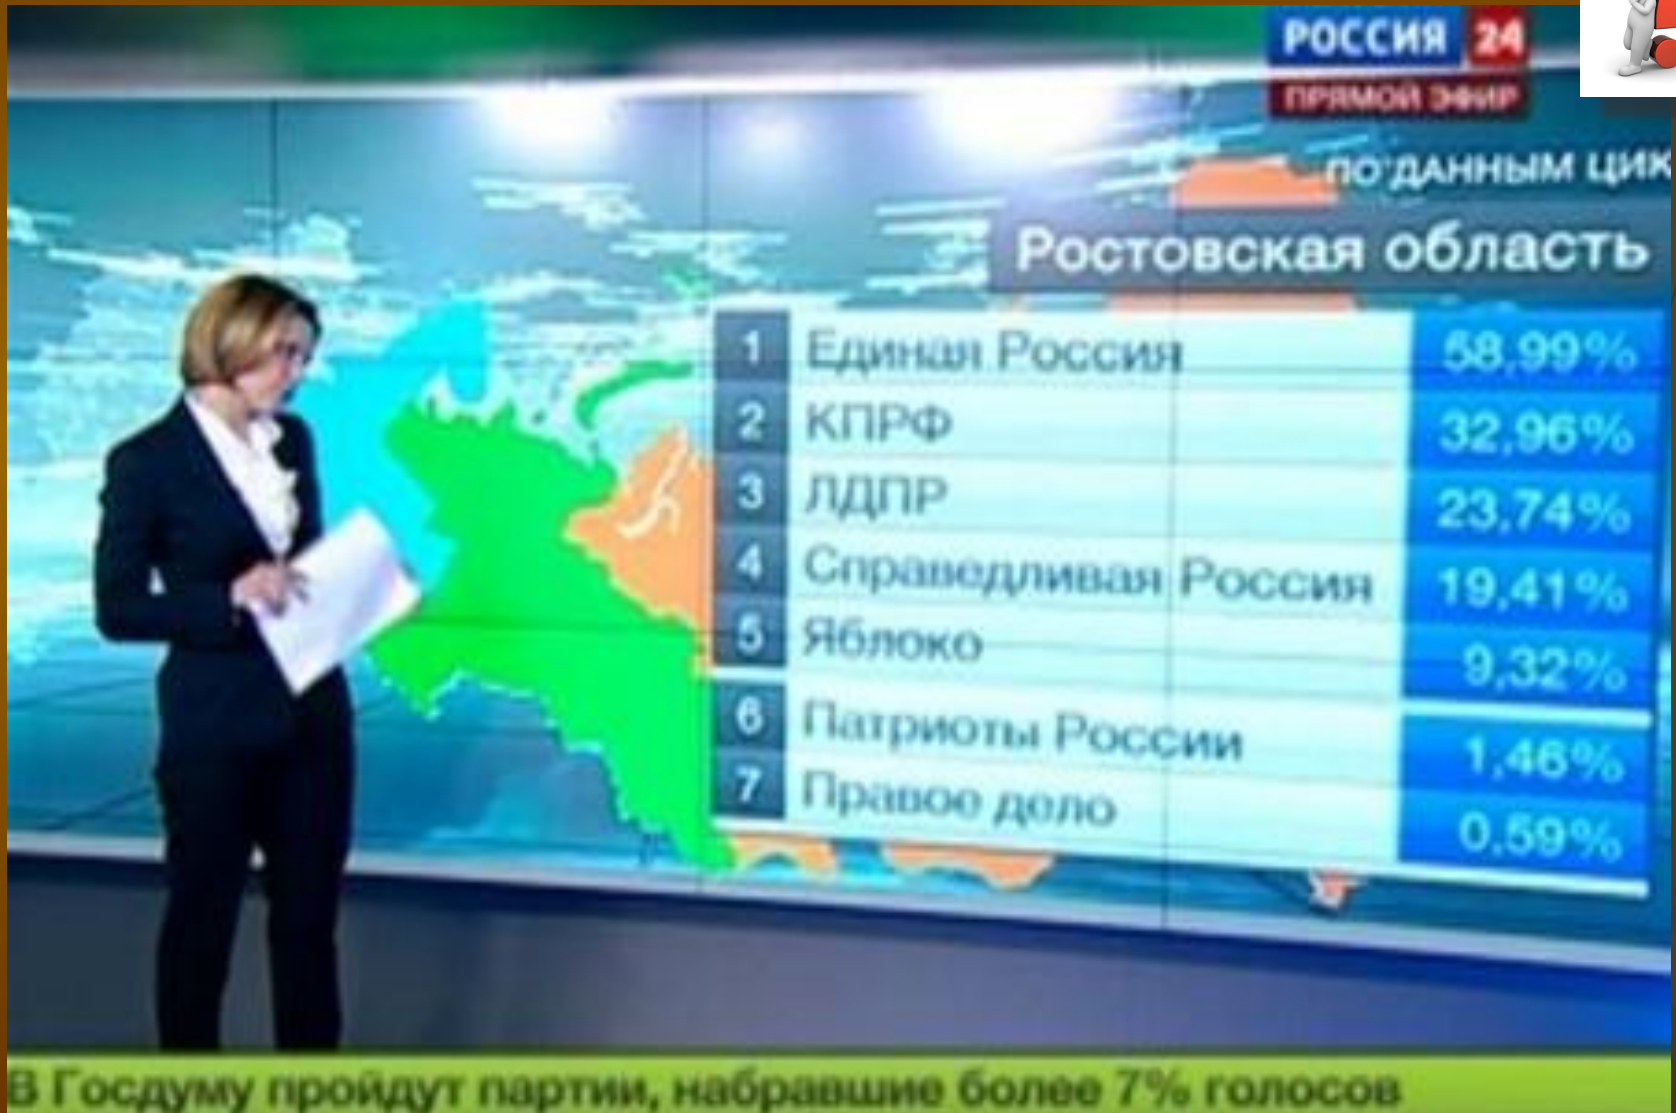 РОССИЯ 24
ПРЯМОЙ ЭФИР
ПО ДАННЫМ ЦИК
Ростовская область
1 Единая Россия 58,99%
2 КПРФ 32,96%
3 ЛДПР 23,74%
4 Справедливая Россия 19,41%
5 Яблоко 9,32%
6 Патриоты России 1,46%
7 Правое дело 0,59%
В Госдуму пройдут партии, набравшие более 7% голосов